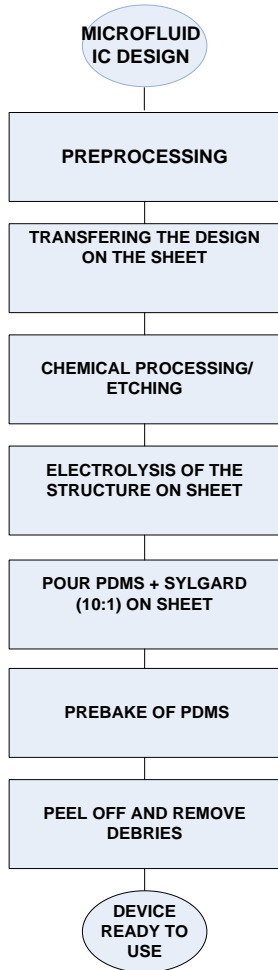 MICROFLUID
IC DESIGN
PREPROCESSING
TRANSFERING THE DESIGN
ON THE SHEET
CHEMICAL PROCESSING/
ETCHING
ELECTROLYSIS OF THE
STRUCTURE ON SHEET
POUR PDMS + SYLGARD
(10:1) ON SHEET
PREBAKE OF PDMS
PEEL OFF AND REMOVE
DEBRIES
DEVICE
READY TO
USE